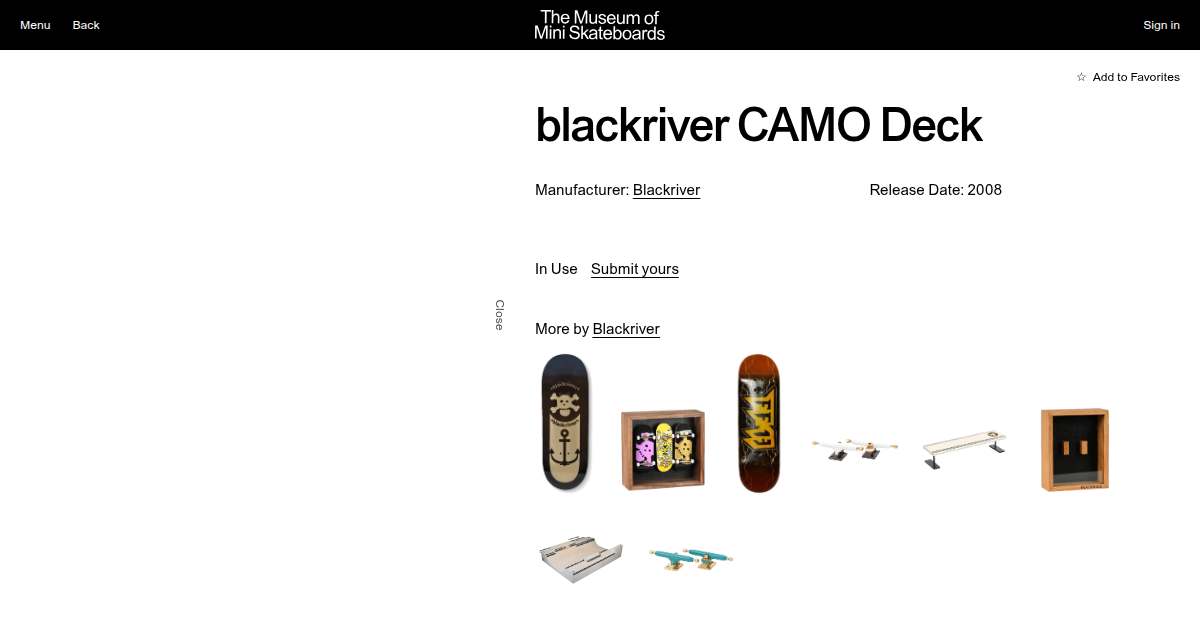 Menu
Back
The Museum of
Mini Skateboards
Sign in
☆ Add to Favorites
blackriver CAMO Deck
Manufacturer: Blackriver
Release Date: 2008
In Use
Submit yours
Close
More by Blackriver